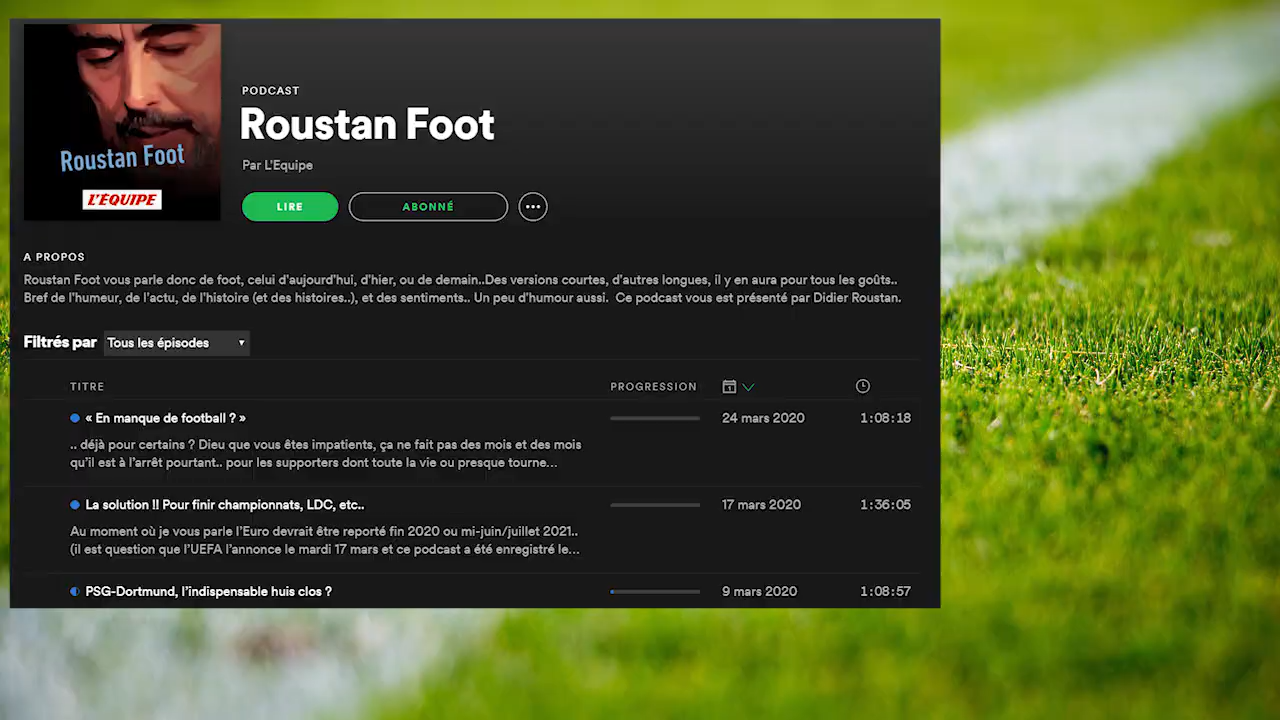 Roustan Foot
L'ÉQUIPE
PODCAST
Roustan Foot
Par L'Equipe
LIRE
ABONNÉ
A PROPOS
Roustan Foot vous parle donc de foot, celui d'aujourd'hui, d'hier, ou de demain..Des versions courtes, d'autres longues, il y en aura pour tous les goûts..
Bref de l'humeur, de l'actu, de l'histoire (et des histoires..), et des sentiments.. Un peu d'humour aussi.  Ce podcast vous est présenté par Didier Roustan.
Filtrés par Tous les épisodes
TITRE PROGRESSION
« En manque de football ? » 24 mars 2020 1:08:18
.. déjà pour certains ? Dieu que vous êtes impatients, ça ne fait pas des mois et des mois
qu'il est à l'arrêt pourtant.. pour les supporters dont toute la vie ou presque tourne...
La solution !! Pour finir championnats, LDC, etc.. 17 mars 2020 1:36:05
Au moment où je vous parle l'Euro devrait être reporté fin 2020 ou mi-juin/juillet 2021..
(il est question que l'UEFA l'annonce le mardi 17 mars et ce podcast a été enregistré le...
PSG-Dortmund, l'indispensable huis clos ? 9 mars 2020 1:08:57